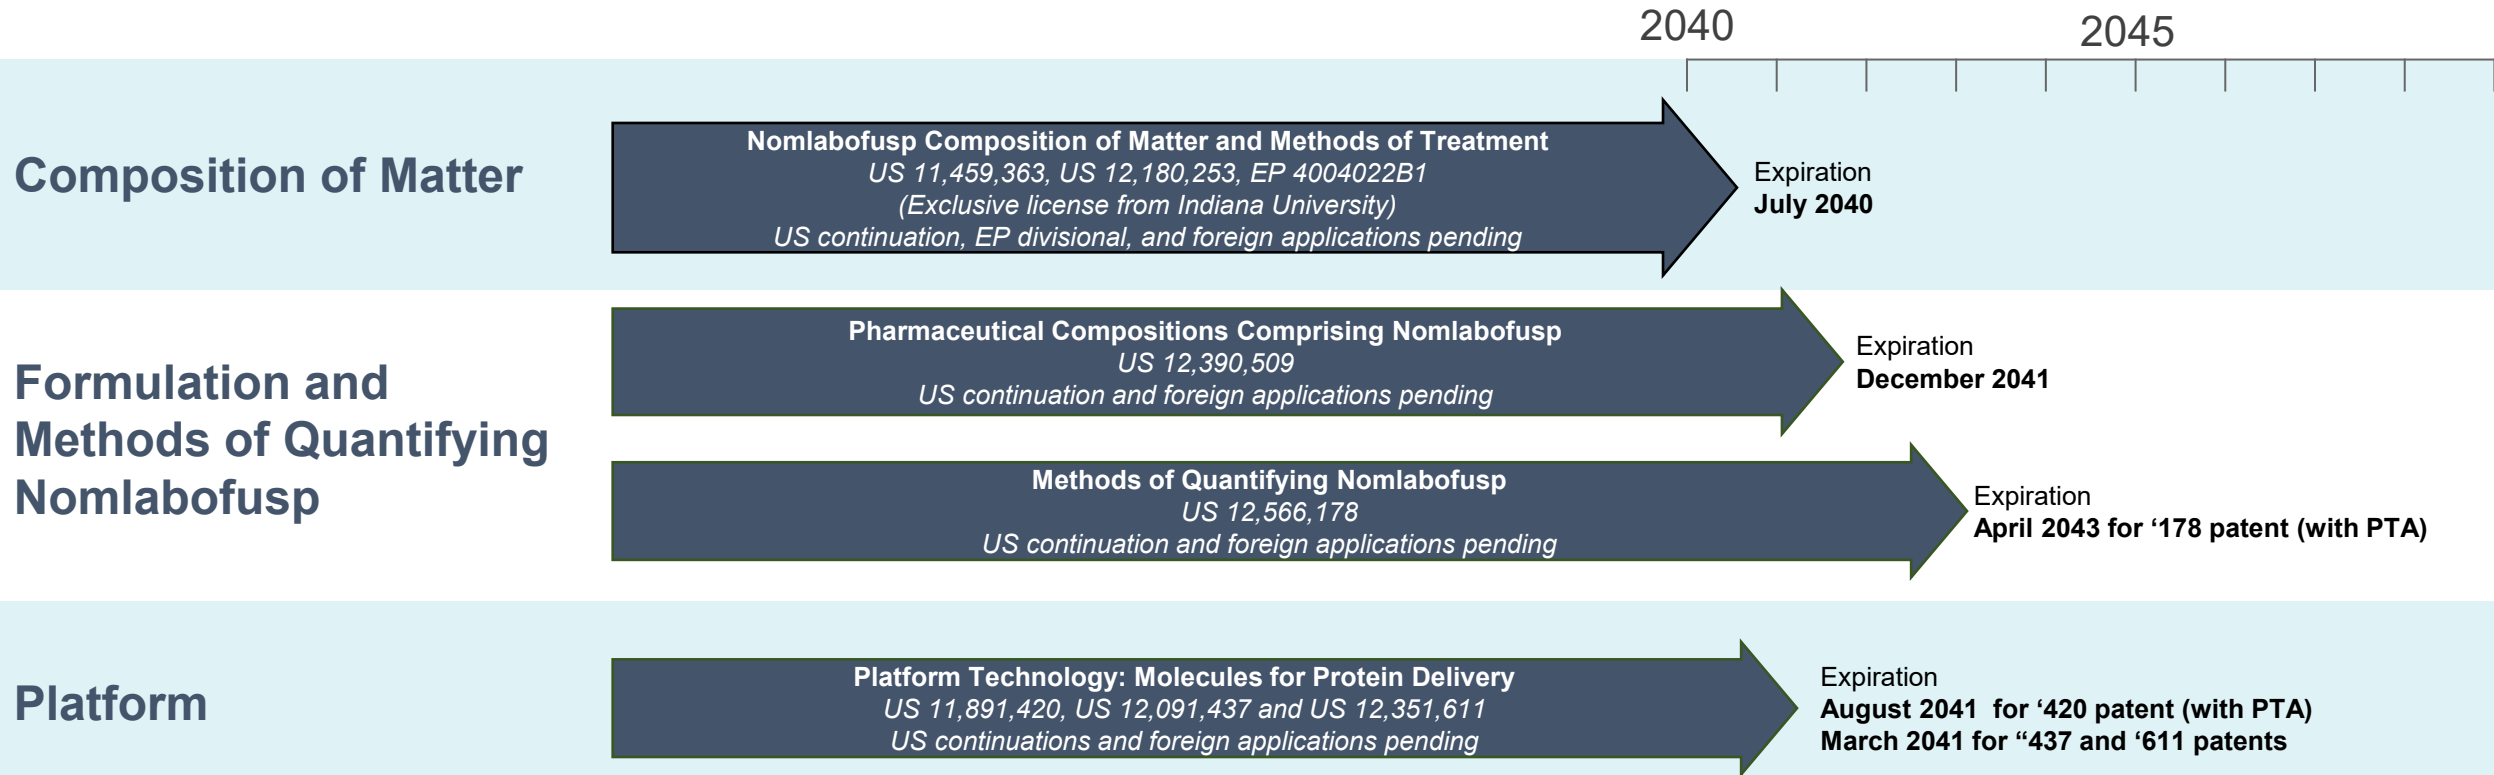 2040
2045
Composition of Matter
Nomlabofusp Composition of Matter and Methods of Treatment
US 11,459,363, US 12,180,253, EP 4004022B1
(Exclusive license from Indiana University)
US continuation, EP divisional, and foreign applications pending
Expiration
July 2040
Formulation and
Methods of Quantifying
Nomlabofusp
Pharmaceutical Compositions Comprising Nomlabofusp
US 12,390,509
US continuation and foreign applications pending
Expiration
December 2041
Methods of Quantifying Nomlabofusp
US 12,566,178
US continuation and foreign applications pending
Expiration
April 2043 for ‘178 patent (with PTA)
Platform
Platform Technology: Molecules for Protein Delivery
US 11,891,420, US 12,091,437 and US 12,351,611
US continuations and foreign applications pending
Expiration
August 2041  for ‘420 patent (with PTA)
March 2041 for “437 and ‘611 patents